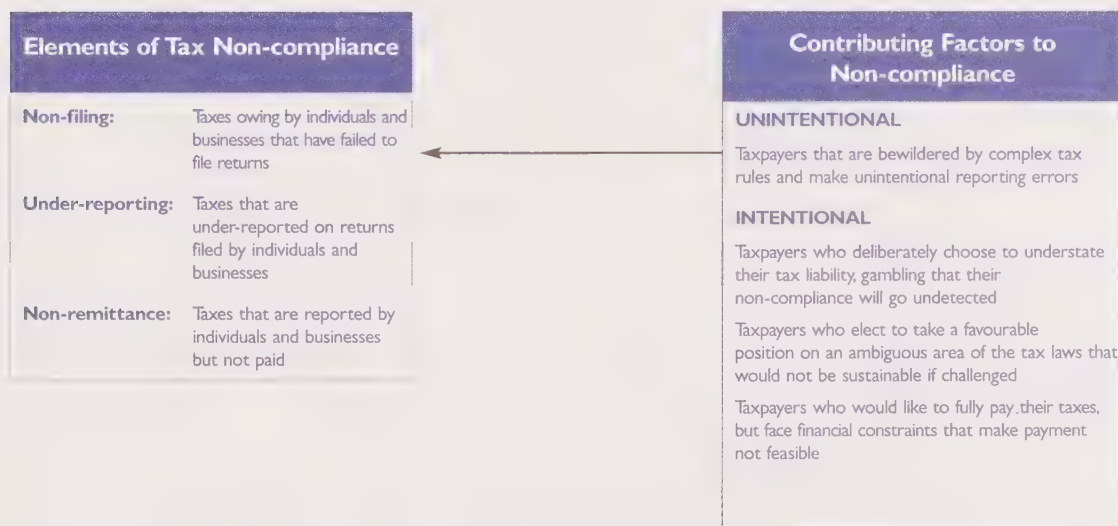 Elements of Tax Non-compliance
Non-filing: Taxes owing by individuals and
businesses that have failed to
file returns
Under-reporting: Taxes that are
under-reported on returns
filed by individuals and
businesses
Non-remittance: Taxes that are reported by
individuals and businesses
but not paid
Contributing Factors to
Non-compliance
UNINTENTIONAL
Taxpayers that are bewildered by complex tax
rules and make unintentional reporting errors
INTENTIONAL
Taxpayers who deliberately choose to understate
their tax liability, gambling that their
non-compliance will go undetected
Taxpayers who elect to take a favourable
position on an ambiguous area of the tax laws that
would not be sustainable if challenged
Taxpayers who would like to fully pay their taxes,
but face financial constraints that make payment
not feasible